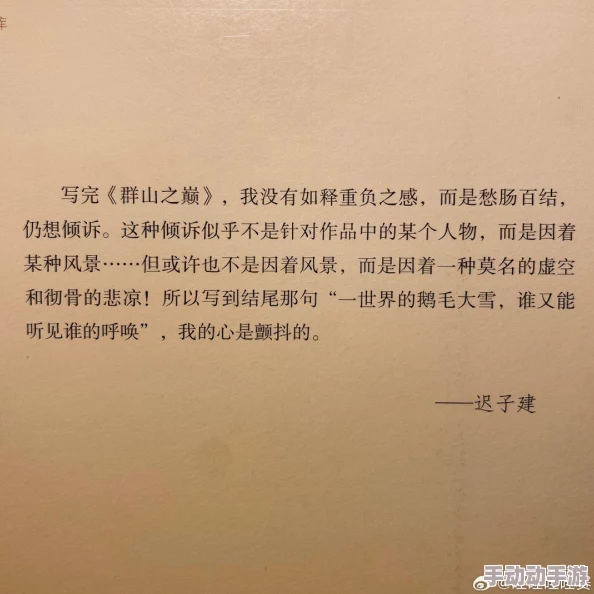 库
写完《群山之巅》，我没有如释重负之感，而是愁肠百结，
仍想倾诉。这种倾诉似乎不是针对作品中的某个人物，而是因着
某种风景……但或许也不是因着风景，而是因着一种莫名的虚空
和彻骨的悲凉！所以写到结尾那句“一世界的鹅毛大雪，谁又能
听见谁的呼唤”，我的心是颤抖的。
——迟子建
手动动手游